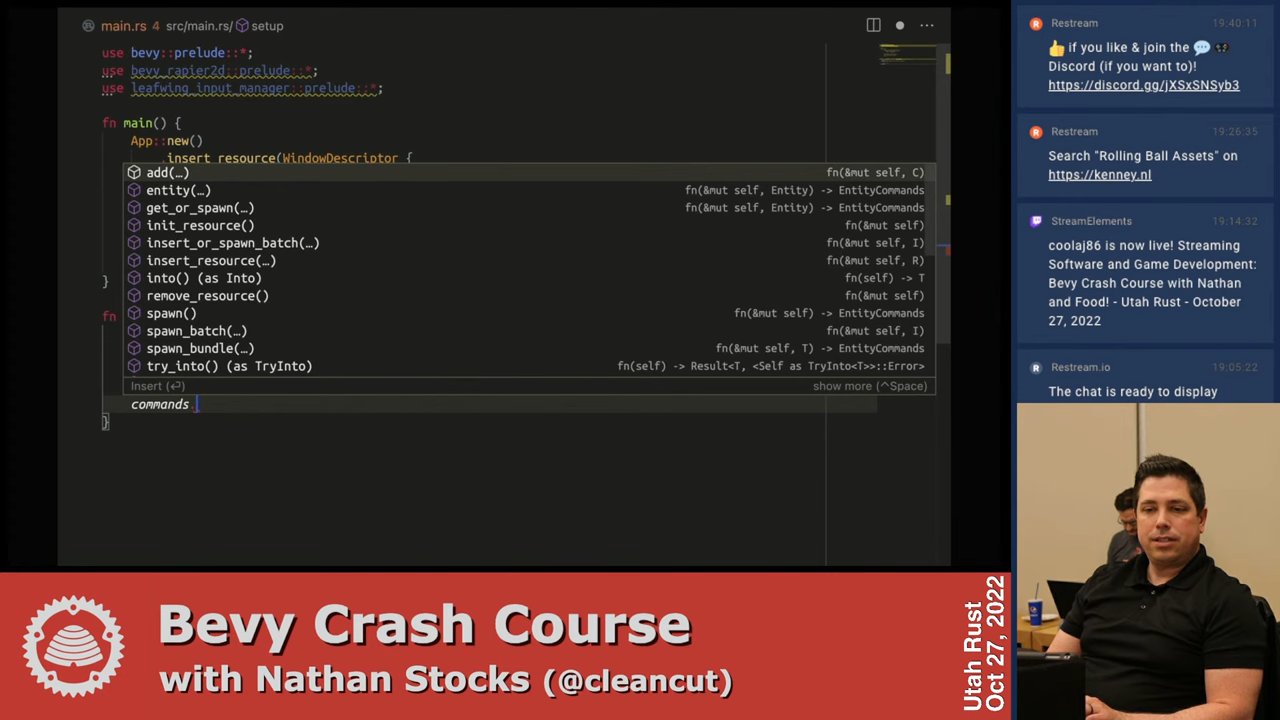 main.rs 4 src/main.rs/ setup
use bevy::prelude::*;
use bevy_rapier2d::prelude::*;
use leafwing_input_manager::prelude::*;
fn main() {
App::new()
.insert_resource(WindowDescriptor {
add(…) fn(&mut self, C)
entity(…) fn(&mut self, Entity) -> EntityCommands
get_or_spawn(…) fn(&mut self, Entity) -> EntityCommands
init_resource() fn(&mut self)
insert_or_spawn_batch(…) fn(&mut self, I)
insert_resource(…) fn(&mut self, R)
into() (as Into) fn(self) -> T
remove_resource() fn(&mut self)
spawn() fn(&mut self) -> EntityCommands
spawn_batch(…) fn(&mut self, I)
spawn_bundle(…) fn(&mut self, T) -> EntityCommands
try_into() (as TryInto) fn(self) -> Result<T, <Self as TryInto<T>>::Error>
Insert (⏎) show more (^Space)
}
fn
commands.
}
Restream 19:40:11
👍 if you like & join the 💬
Discord (if you want to)!
https://discord.gg/jXSxSNSyb3
Restream 19:26:35
Search "Rolling Ball Assets" on
https://kenney.nl
StreamElements 19:14:32
coolaj86 is now live! Streaming
Software and Game Development:
Bevy Crash Course with Nathan
and Food! - Utah Rust - October
27, 2022
Restream.io 19:05:22
The chat is ready to display
Bevy Crash Course
with Nathan Stocks (@cleancut)
Utah Rust
Oct 27, 2022